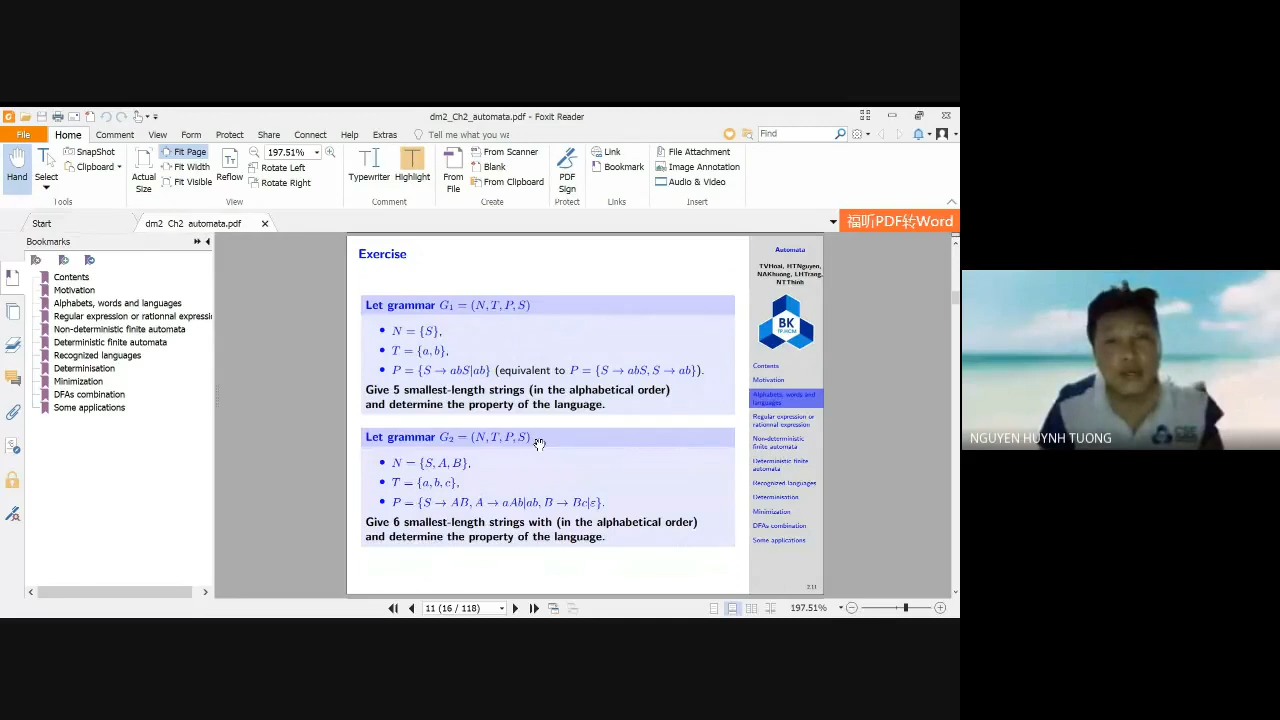 dm2_Ch2_automata.pdf - Foxit Reader
File Home Comment View Form Protect Share Connect Help Extras Tell me what you wa Find
Hand
Select
SnapShot
Clipboard
Actual Size
Fit Page
Fit Width
Fit Visible
Reflow
197.51%
Rotate Left
Rotate Right
Typewriter
Highlight
From File
From Scanner
Blank
From Clipboard
PDF Sign
Link
Bookmark
File Attachment
Image Annotation
Audio & Video
Tools View Comment Create Protect Links Insert
Start dm2_Ch2_automata.pdf 福听PDF转Word
Bookmarks
Contents
Motivation
Alphabets, words and languages
Regular expression or rationnal expressi
Non-deterministic finite automata
Deterministic finite automata
Recognized languages
Determinisation
Minimization
DFAs combination
Some applications
Exercise
Let grammar G₁ = (N, T, P, S)
• N = {S},
• T = {a, b},
• P = {S → abS|ab} (equivalent to P = {S → abS, S → ab}).
Give 5 smallest-length strings (in the alphabetical order)
and determine the property of the language.
Let grammar G₂ = (N, T, P, S)
• N = {S, A, B},
• T = {a, b, c},
• P = {S → AB, A → aAb|ab, B → Bc|ε}.
Give 6 smallest-length strings with (in the alphabetical order)
and determine the property of the language.
Automata
TVHoai, HTNguyen,
NAKhuong, LHTrang,
NTThinh
BK
TP.HCM
Contents
Motivation
Alphabets, words and
languages
Regular expression or
rationnal expression
Non-deterministic
finite automata
Deterministic finite
automata
Recognized languages
Determinisation
Minimization
DFAs combination
Some applications
2.11
11 (16 / 118)
197.51%
NGUYEN HUYNH TUONG